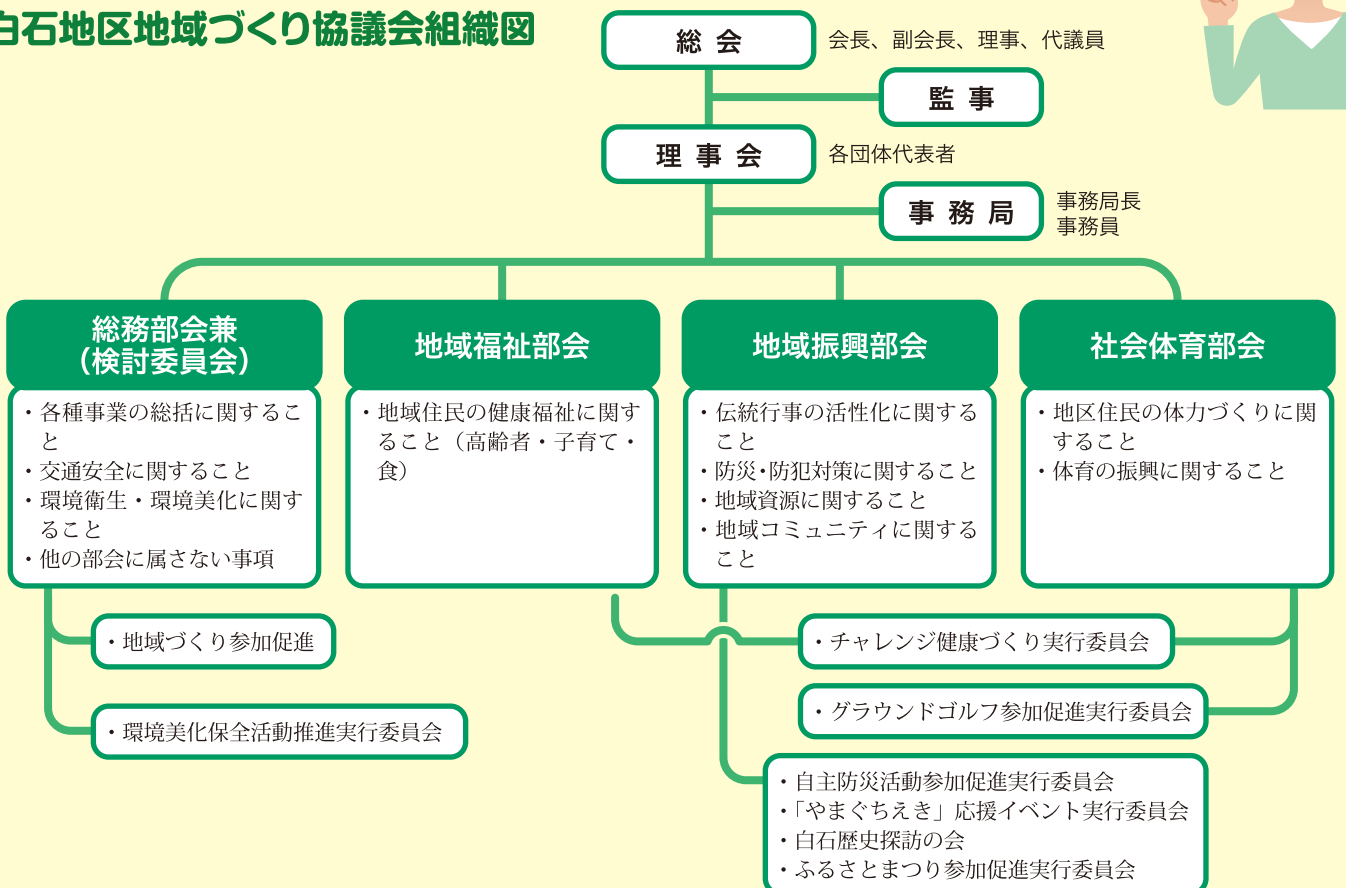 白石地区地域づくり協議会組織図
総会
会長、副会長、理事、代議員
監事
理事会
各団体代表者
事務局
事務局長
事務員
総務部会兼
（検討委員会）
・各種事業の総括に関するこ
と
・交通安全に関すること
・環境衛生・環境美化に関す
ること
・他の部会に属さない事項
地域福祉部会
・地域住民の健康福祉に関す
ること（高齢者・子育て・
食）
地域振興部会
・伝統行事の活性化に関する
こと
・防災・防犯対策に関すること
・地域資源に関すること
・地域コミュニティに関する
こと
社会体育部会
・地区住民の体力づくりに関
すること
・体育の振興に関すること
・地域づくり参加促進
・環境美化保全活動推進実行委員会
・チャレンジ健康づくり実行委員会
・グラウンドゴルフ参加促進実行委員会
・自主防災活動参加促進実行委員会
・「やまぐちえき」応援イベント実行委員会
・白石歴史探訪の会
・ふるさとまつり参加促進実行委員会